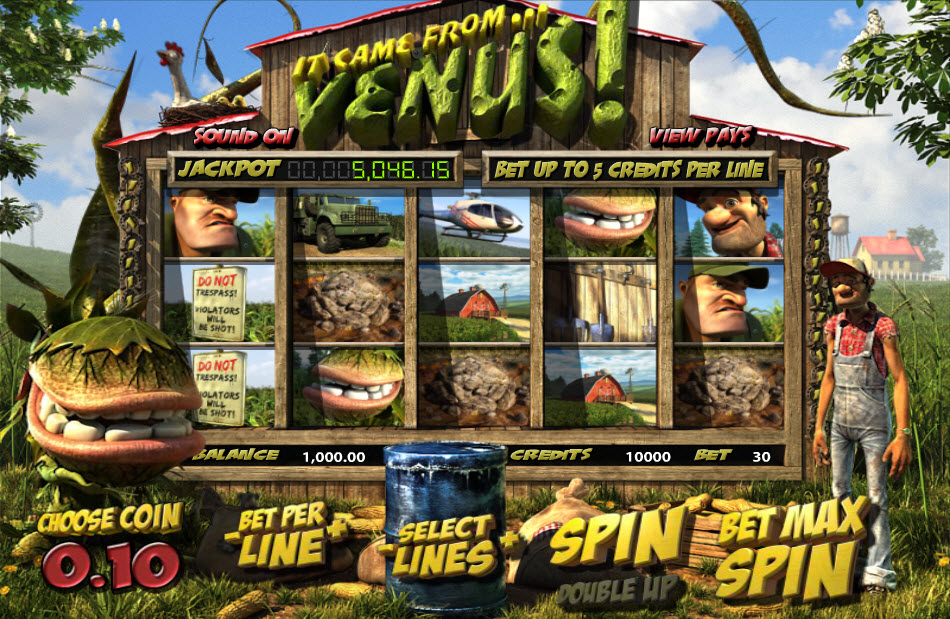 IT CAME FROM...
VENUS!
SOUND ON
VIEW PAYS
JACKPOT 00,005,046.15
BET UP TO 5 CREDITS PER LINE
DO NOT
TRESPASS!
VIOLATORS
WILL
BE SHOT!
DO NOT
TRESPASS!
VIOLATORS
WILL
BE SHOT!
BALANCE 1,000.00
CREDITS 10000
BET 30
CHOOSE COIN
0.10
BET PER
- LINE +
SELECT
- LINES +
SPIN
DOUBLE UP
BET MAX
SPIN